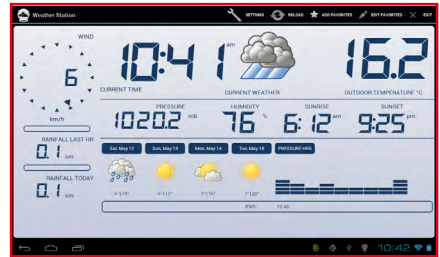 Weather Station
SETTINGS RELOAD ADD FAVORITES EDIT FAVORITES EXIT
WIND
6
km/h
10:41 am
CURRENT TIME
CURRENT WEATHER
16.2
OUTDOOR TEMPERATURE °C
PRESSURE
1020.2 mb
HUMIDITY
76 %
SUNRISE
6:12 am
SUNSET
9:25 pm
RAINFALL LAST HR
0.1 cm
RAINFALL TODAY
0.1 cm
Sat, May 12 Sun, May 13 Mon, May 14 Tue, May 15 PRESSURE HRS
PWS 10:40
10:42